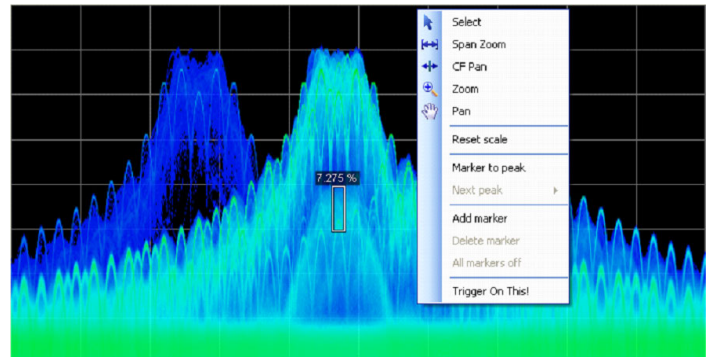 Select
Span Zoom
CF Pan
Zoom
Pan
Reset scale
Marker to peak
Next peak
Add marker
Delete marker
All markers off
Trigger On This!
7.275 %